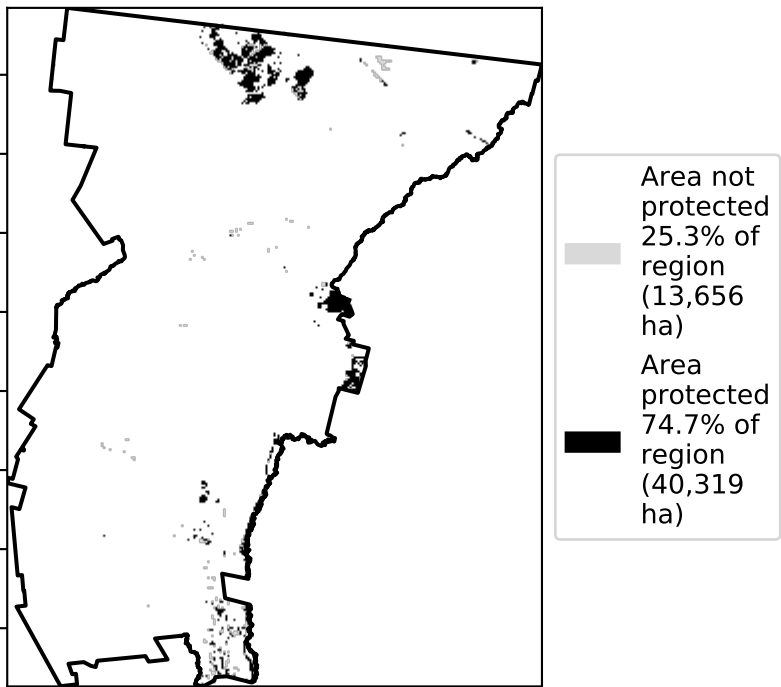 Area not
protected
25.3% of
region
(13,656
ha)
Area
protected
74.7% of
region
(40,319
ha)